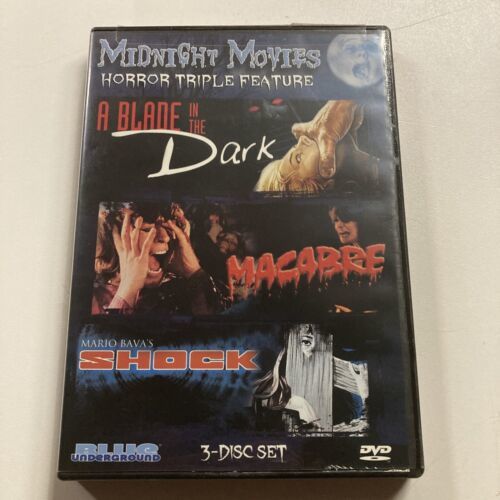 MIDNIGHT MOVIES
HORROR TRIPLE FEATURE
A BLADE IN THE
Dark
MACABRE
MARIO BAVA'S
SHOCK
BLUE UNDERGROUND
3-DISC SET
DVD